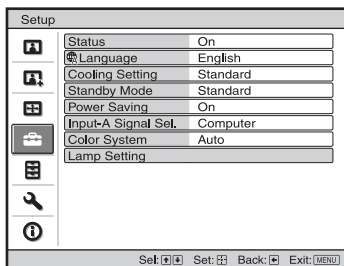 Setup
Status On
Language English
Cooling Setting Standard
Standby Mode Standard
Power Saving On
Input-A Signal Sel. Computer
Color System Auto
Lamp Setting
Sel: Set: Back: Exit: MENU